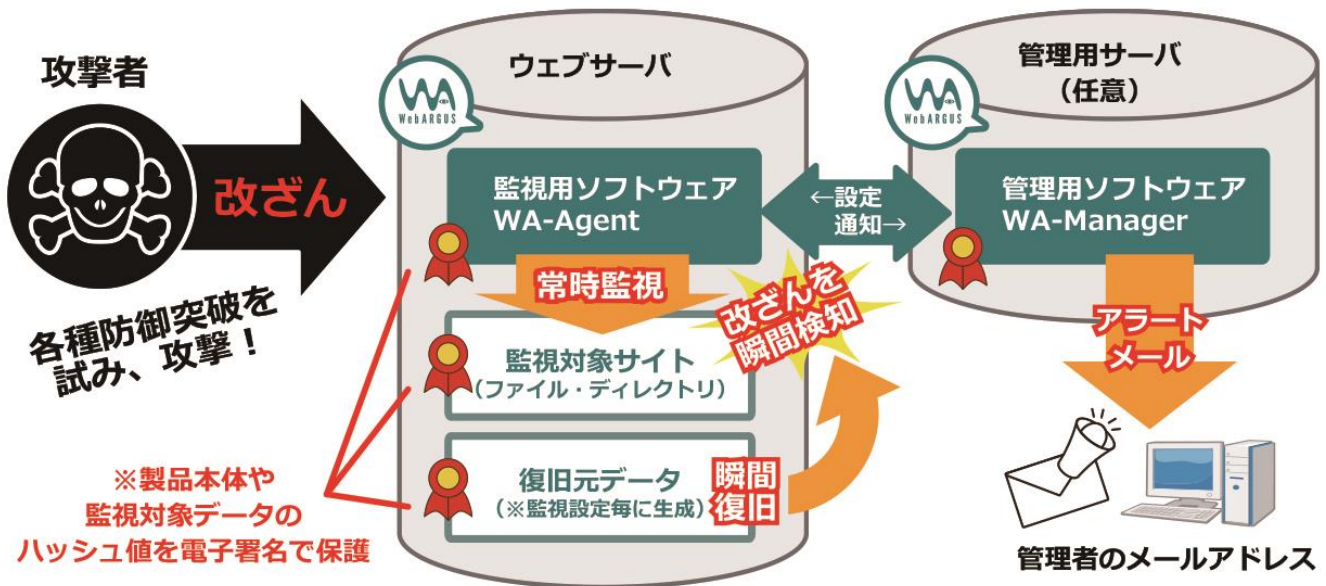 攻撃者
改ざん
各種防御突破を
試み、攻撃！
※製品本体や
監視対象データの
ハッシュ値を電子署名で保護
ウェブサーバ
WA
WebARGUS
監視用ソフトウェア
WA-Agent
常時監視
監視対象サイト
（ファイル・ディレクトリ）
復旧元データ
（※監視設定毎に生成）
瞬間
復旧
改ざんを
瞬間検知
←設定
通知→
管理用サーバ
（任意）
WA
WebARGUS
管理用ソフトウェア
WA-Manager
アラート
メール
管理者のメールアドレス